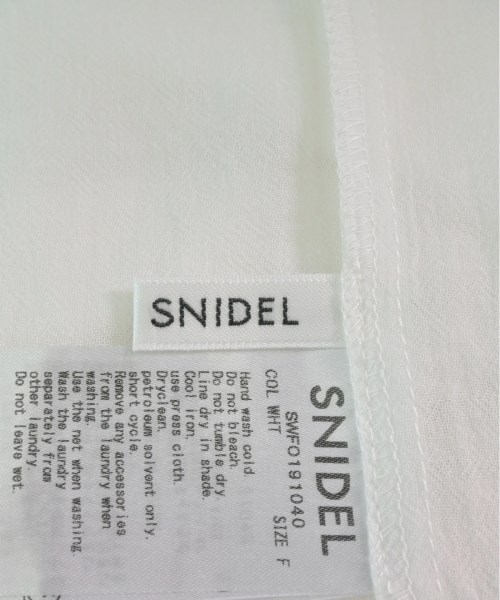 SNIDEL
SNIDEL
SWFO191040
COL WHT SIZE F
Hand wash cold.
Do not bleach.
Do not tumble dry.
Line dry in shade.
Cool iron.
use press cloth.
Dryclean.
petroleum solvent only.
short cycle.
Remove any accessories
from the laundry when
washing.
Use the net when washing.
Wash the laundry
separately from
other laundry.
Do not leave wet.